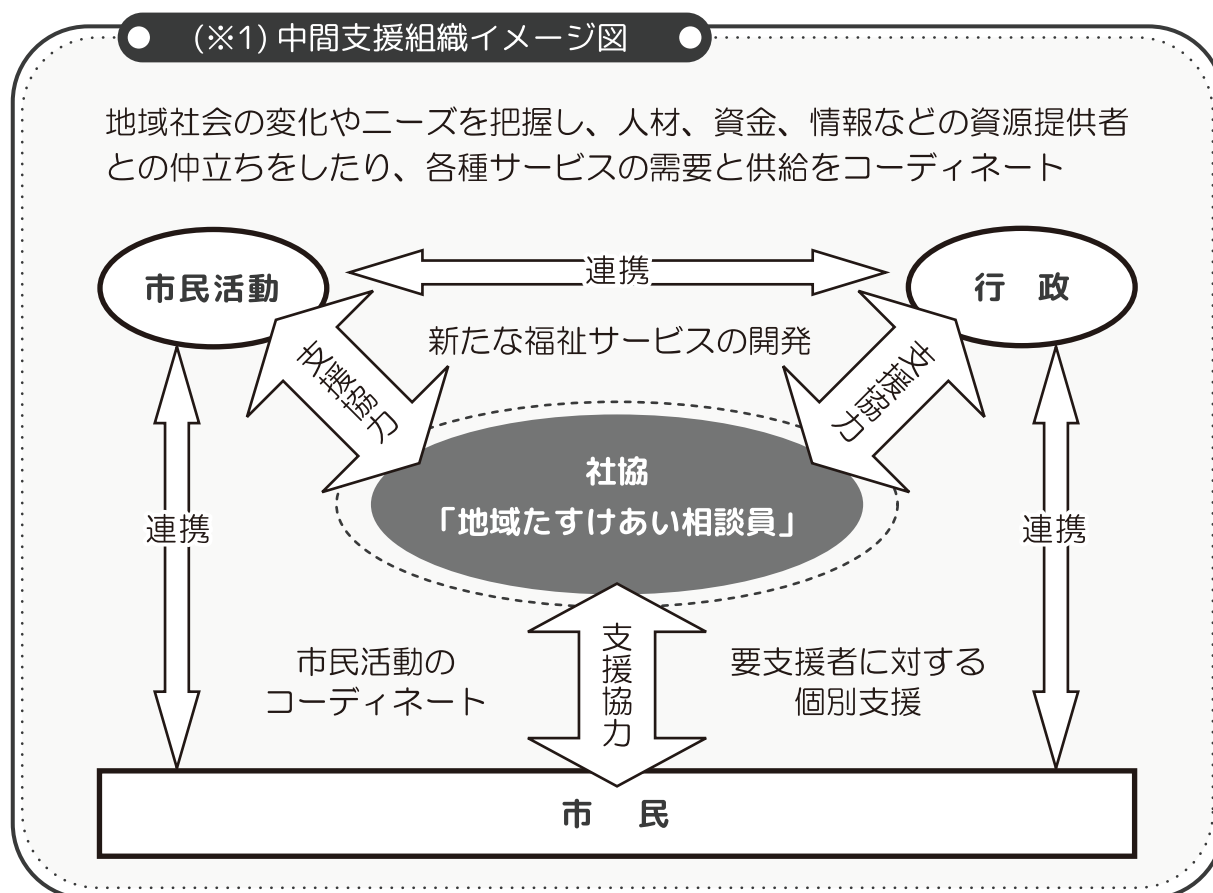 (※1) 中間支援組織イメージ図
地域社会の変化やニーズを把握し、人材、資金、情報などの資源提供者
との仲立ちをしたり、各種サービスの需要と供給をコーディネート
市民活動
連携
行　政
新たな福祉サービスの開発
支援協力
支援協力
社協
「地域たすけあい相談員」
連携
連携
市民活動の
コーディネート
支援協力
要支援者に対する
個別支援
市　民